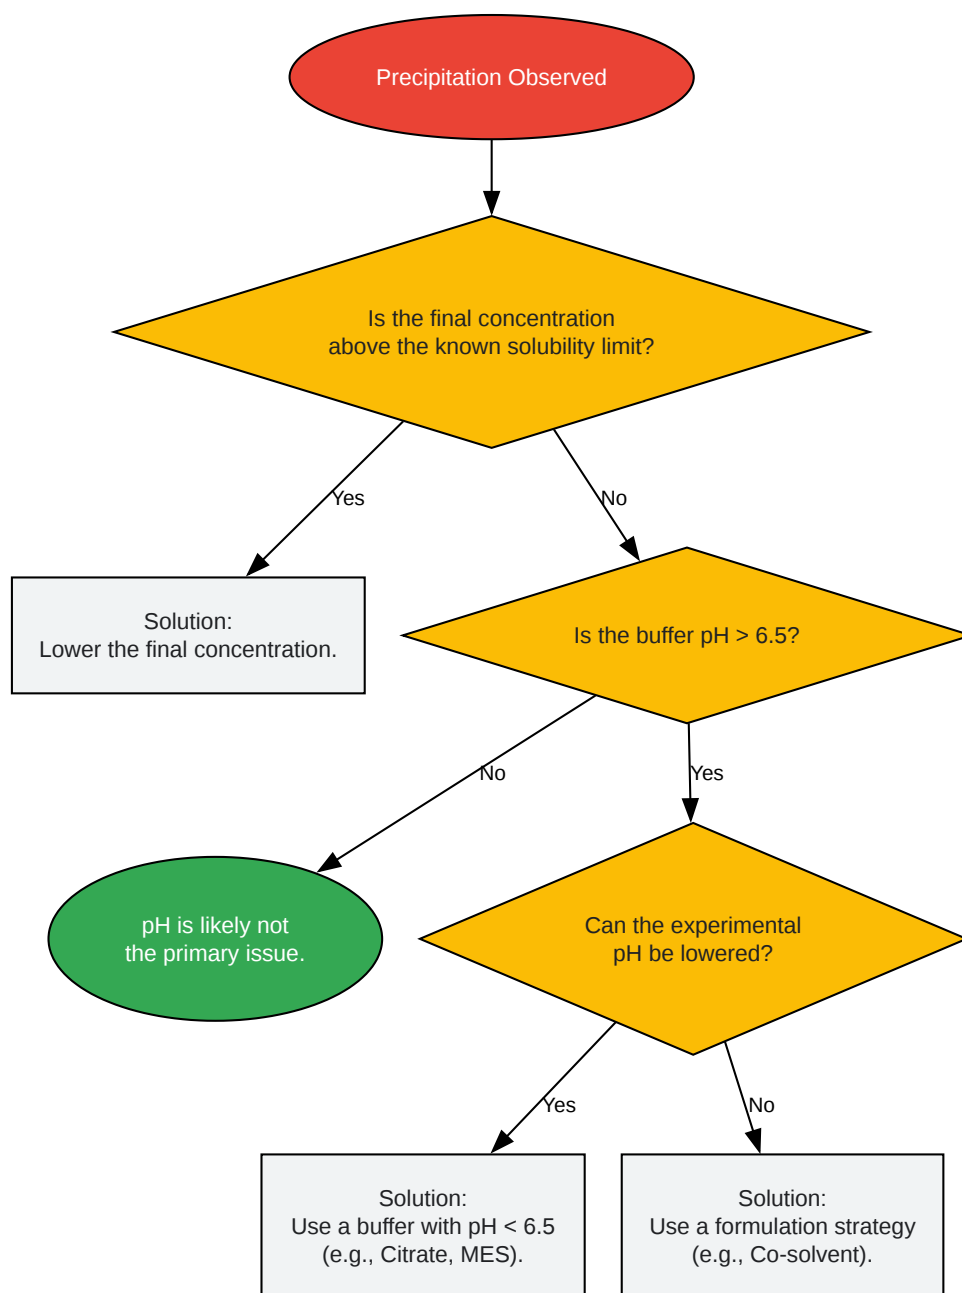 Precipitation Observed
Is the final concentration
above the known solubility limit?
Yes
No
Solution:
Lower the final concentration.
Is the buffer pH > 6.5?
No
Yes
pH is likely not
the primary issue.
Can the experimental
pH be lowered?
Yes
No
Solution:
Use a buffer with pH < 6.5
(e.g., Citrate, MES).
Solution:
Use a formulation strategy
(e.g., Co-solvent).